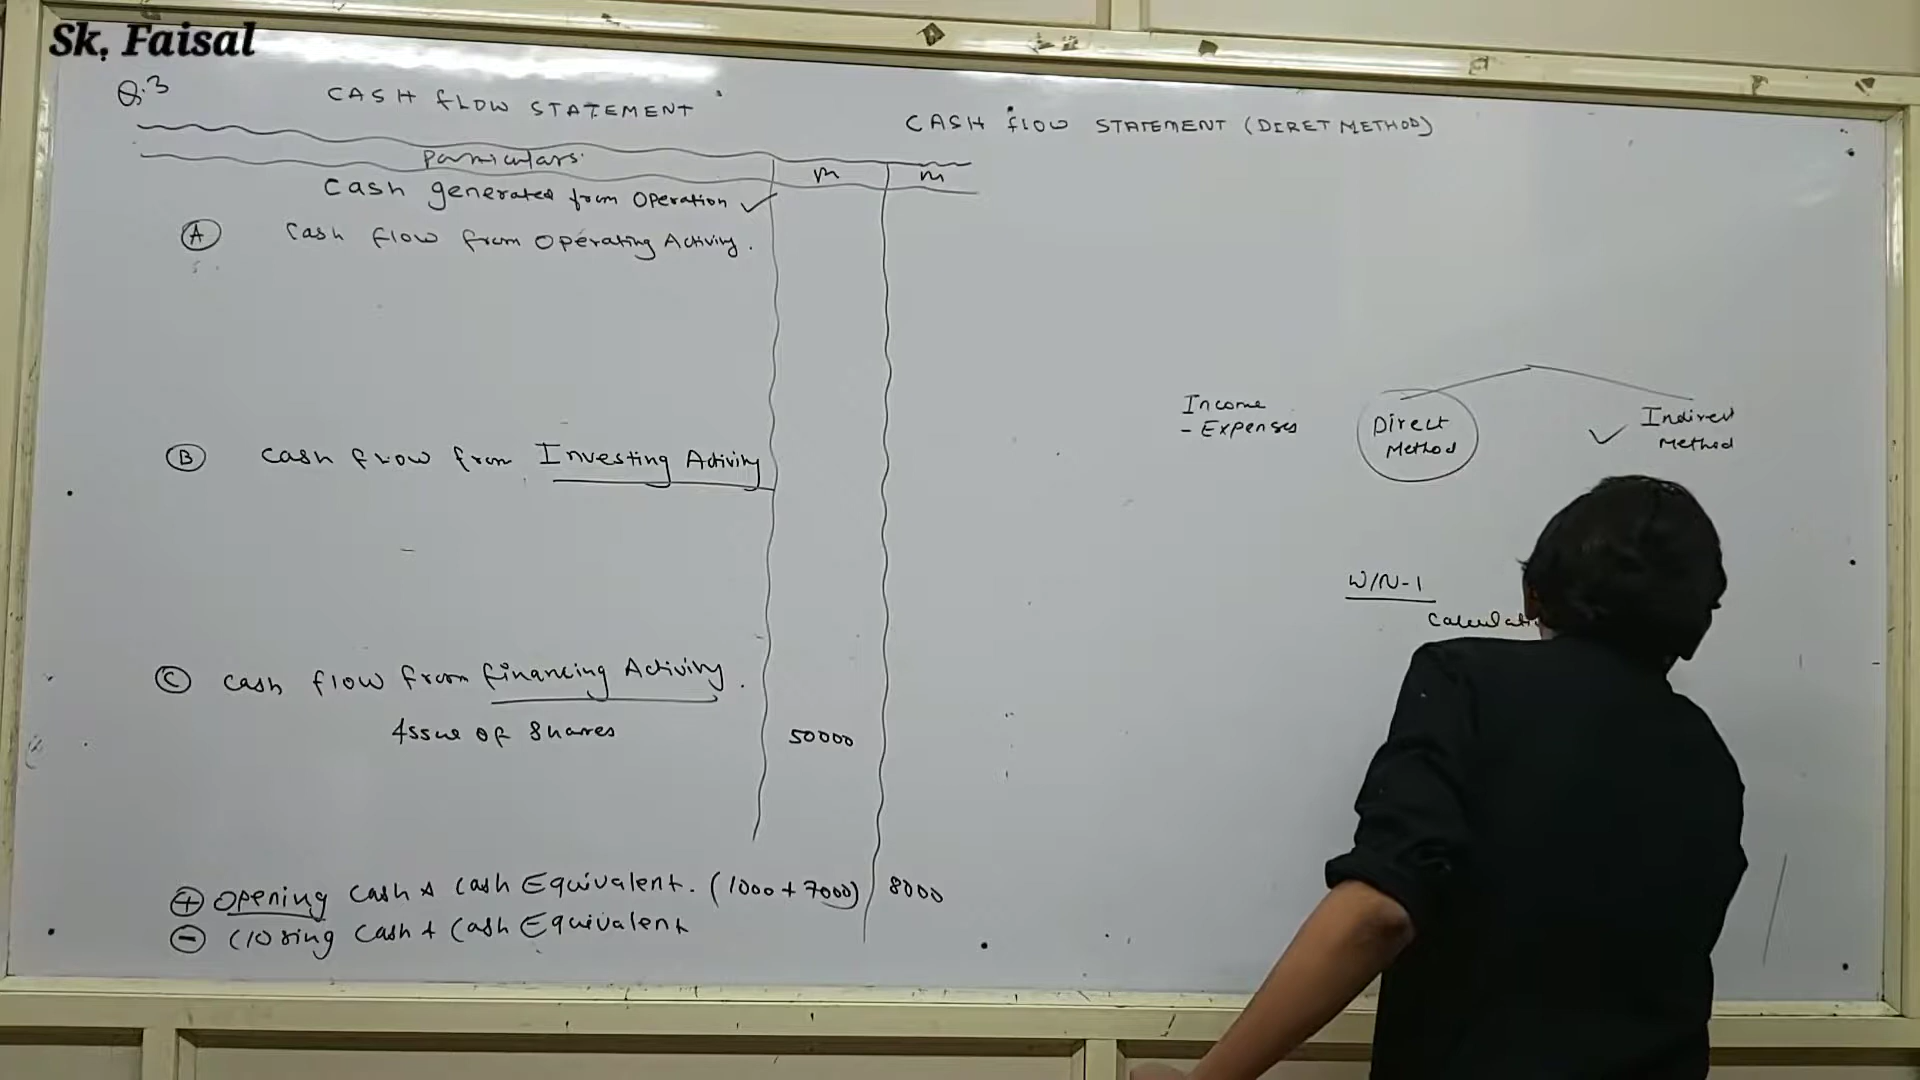 Sk. Faisal
Q.3
CASH FLOW STATEMENT
Particulars
Cash generated from Operation ✓
A Cash flow from Operating Activity.
B Cash flow from Investing Activity
C Cash flow from financing Activity.
Issue of Shares 50000
+ Opening Cash & Cash Equivalent. (1000 + 7000) 8000
- Closing Cash & Cash Equivalent
CASH FLOW STATEMENT (DIRET METHOD)
Income
- Expenses
Direct
Method
✓ Indirect
Method
W/N-1